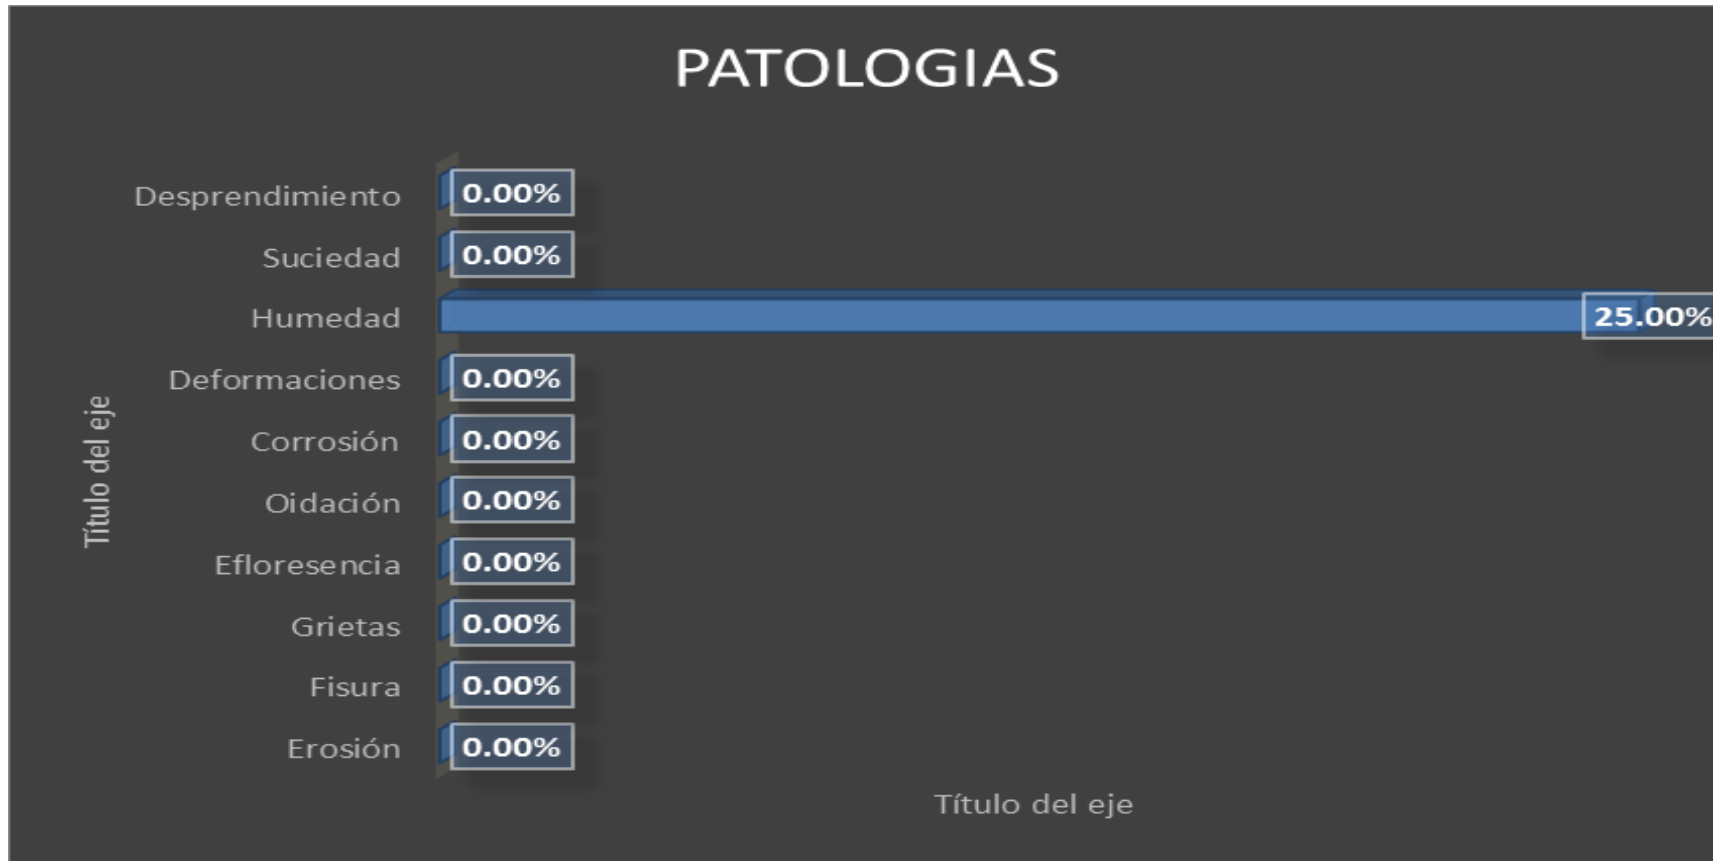 PATOLOGIAS
Desprendimiento 0.00%
Suciedad 0.00%
Humedad 25.00%
Deformaciones 0.00%
Corrosión 0.00%
Oidación 0.00%
Efloresencia 0.00%
Grietas 0.00%
Fisura 0.00%
Erosión 0.00%
Título del eje
Título del eje